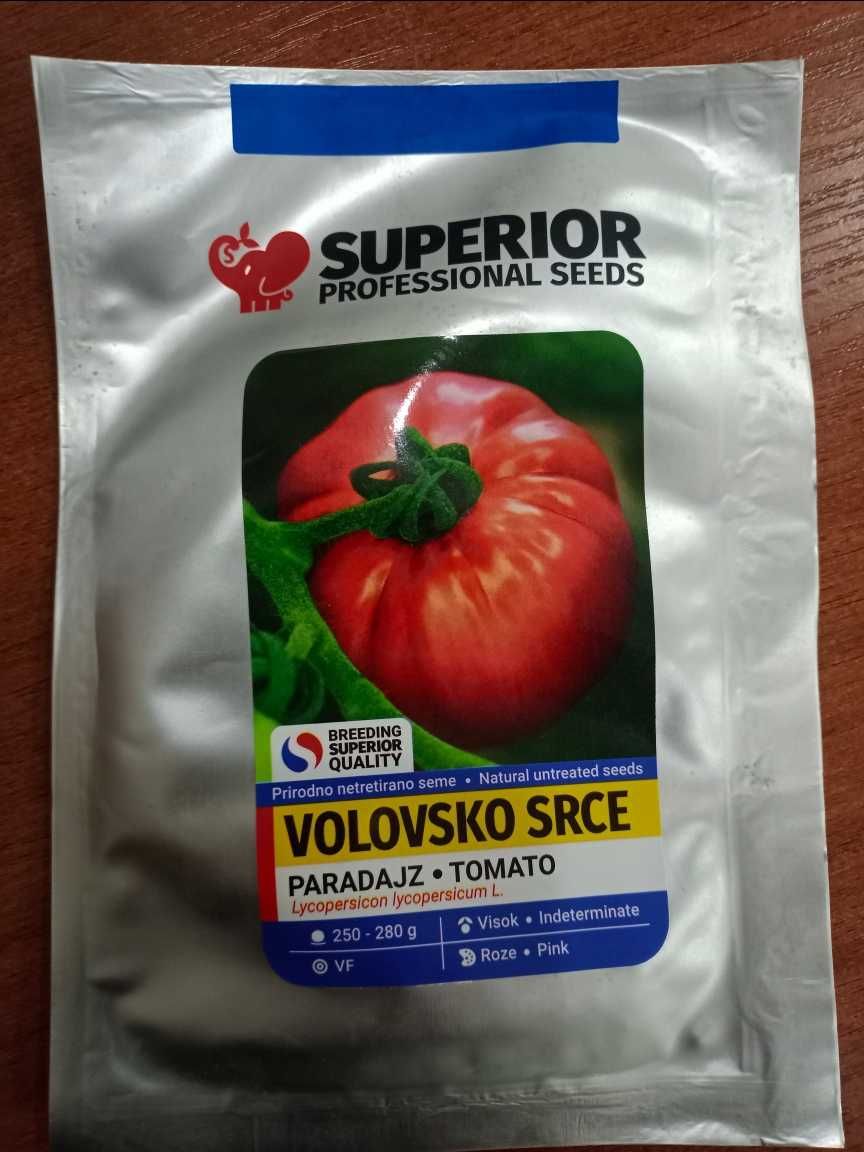 S
SUPERIOR
PROFESSIONAL SEEDS
BREEDING
SUPERIOR
QUALITY
Prirodno netretirano seme • Natural untreated seeds
VOLOVSKO SRCE
PARADAJZ • TOMATO
Lycopersicon lycopersicum L.
250 - 280 g
Visok • Indeterminate
VF
Roze • Pink